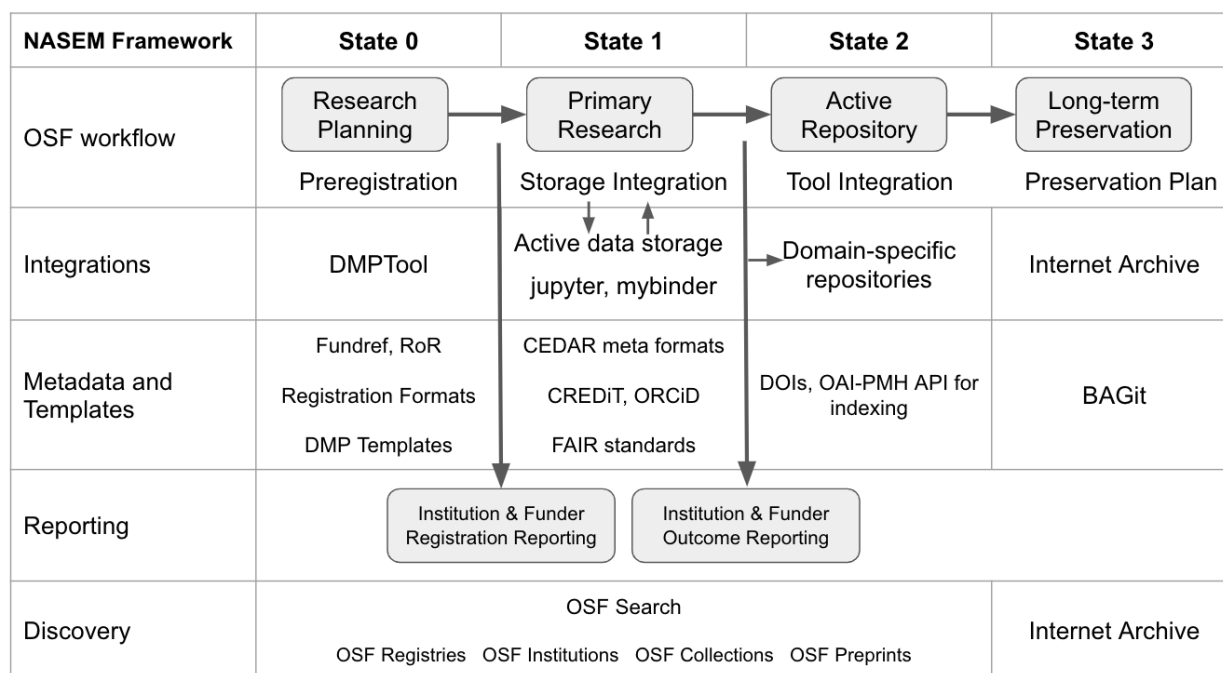 NASEM Framework
State 0
State 1
State 2
State 3
OSF workflow
Research
Planning
Primary
Research
Active
Repository
Long-term
Preservation
Preregistration
Storage Integration
Tool Integration
Preservation Plan
Integrations
DMPTool
Active data storage
jupyter, mybinder
Domain-specific
repositories
Internet Archive
Metadata and
Templates
Fundref, RoR
Registration Formats
DMP Templates
CEDAR meta formats
CREDiT, ORCiD
FAIR standards
DOIs, OAI-PMH API for
indexing
BAGit
Reporting
Institution & Funder
Registration Reporting
Institution & Funder
Outcome Reporting
Discovery
OSF Search
OSF Registries OSF Institutions OSF Collections OSF Preprints
Internet Archive